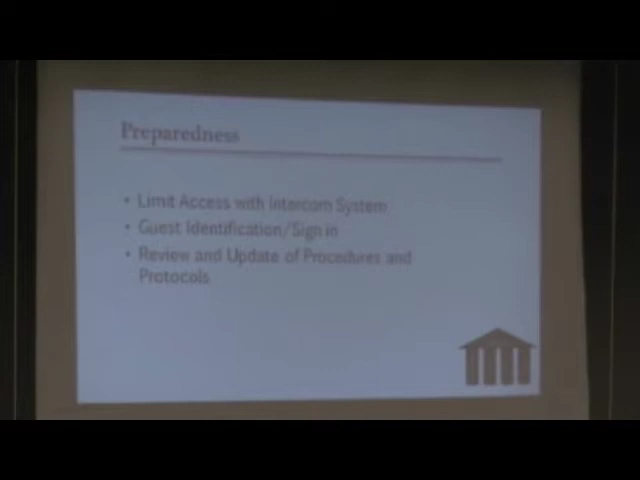 Preparedness
• Limit Access with Intercom System
• Guest Identification/Sign in
• Review and Update of Procedures and
Protocols